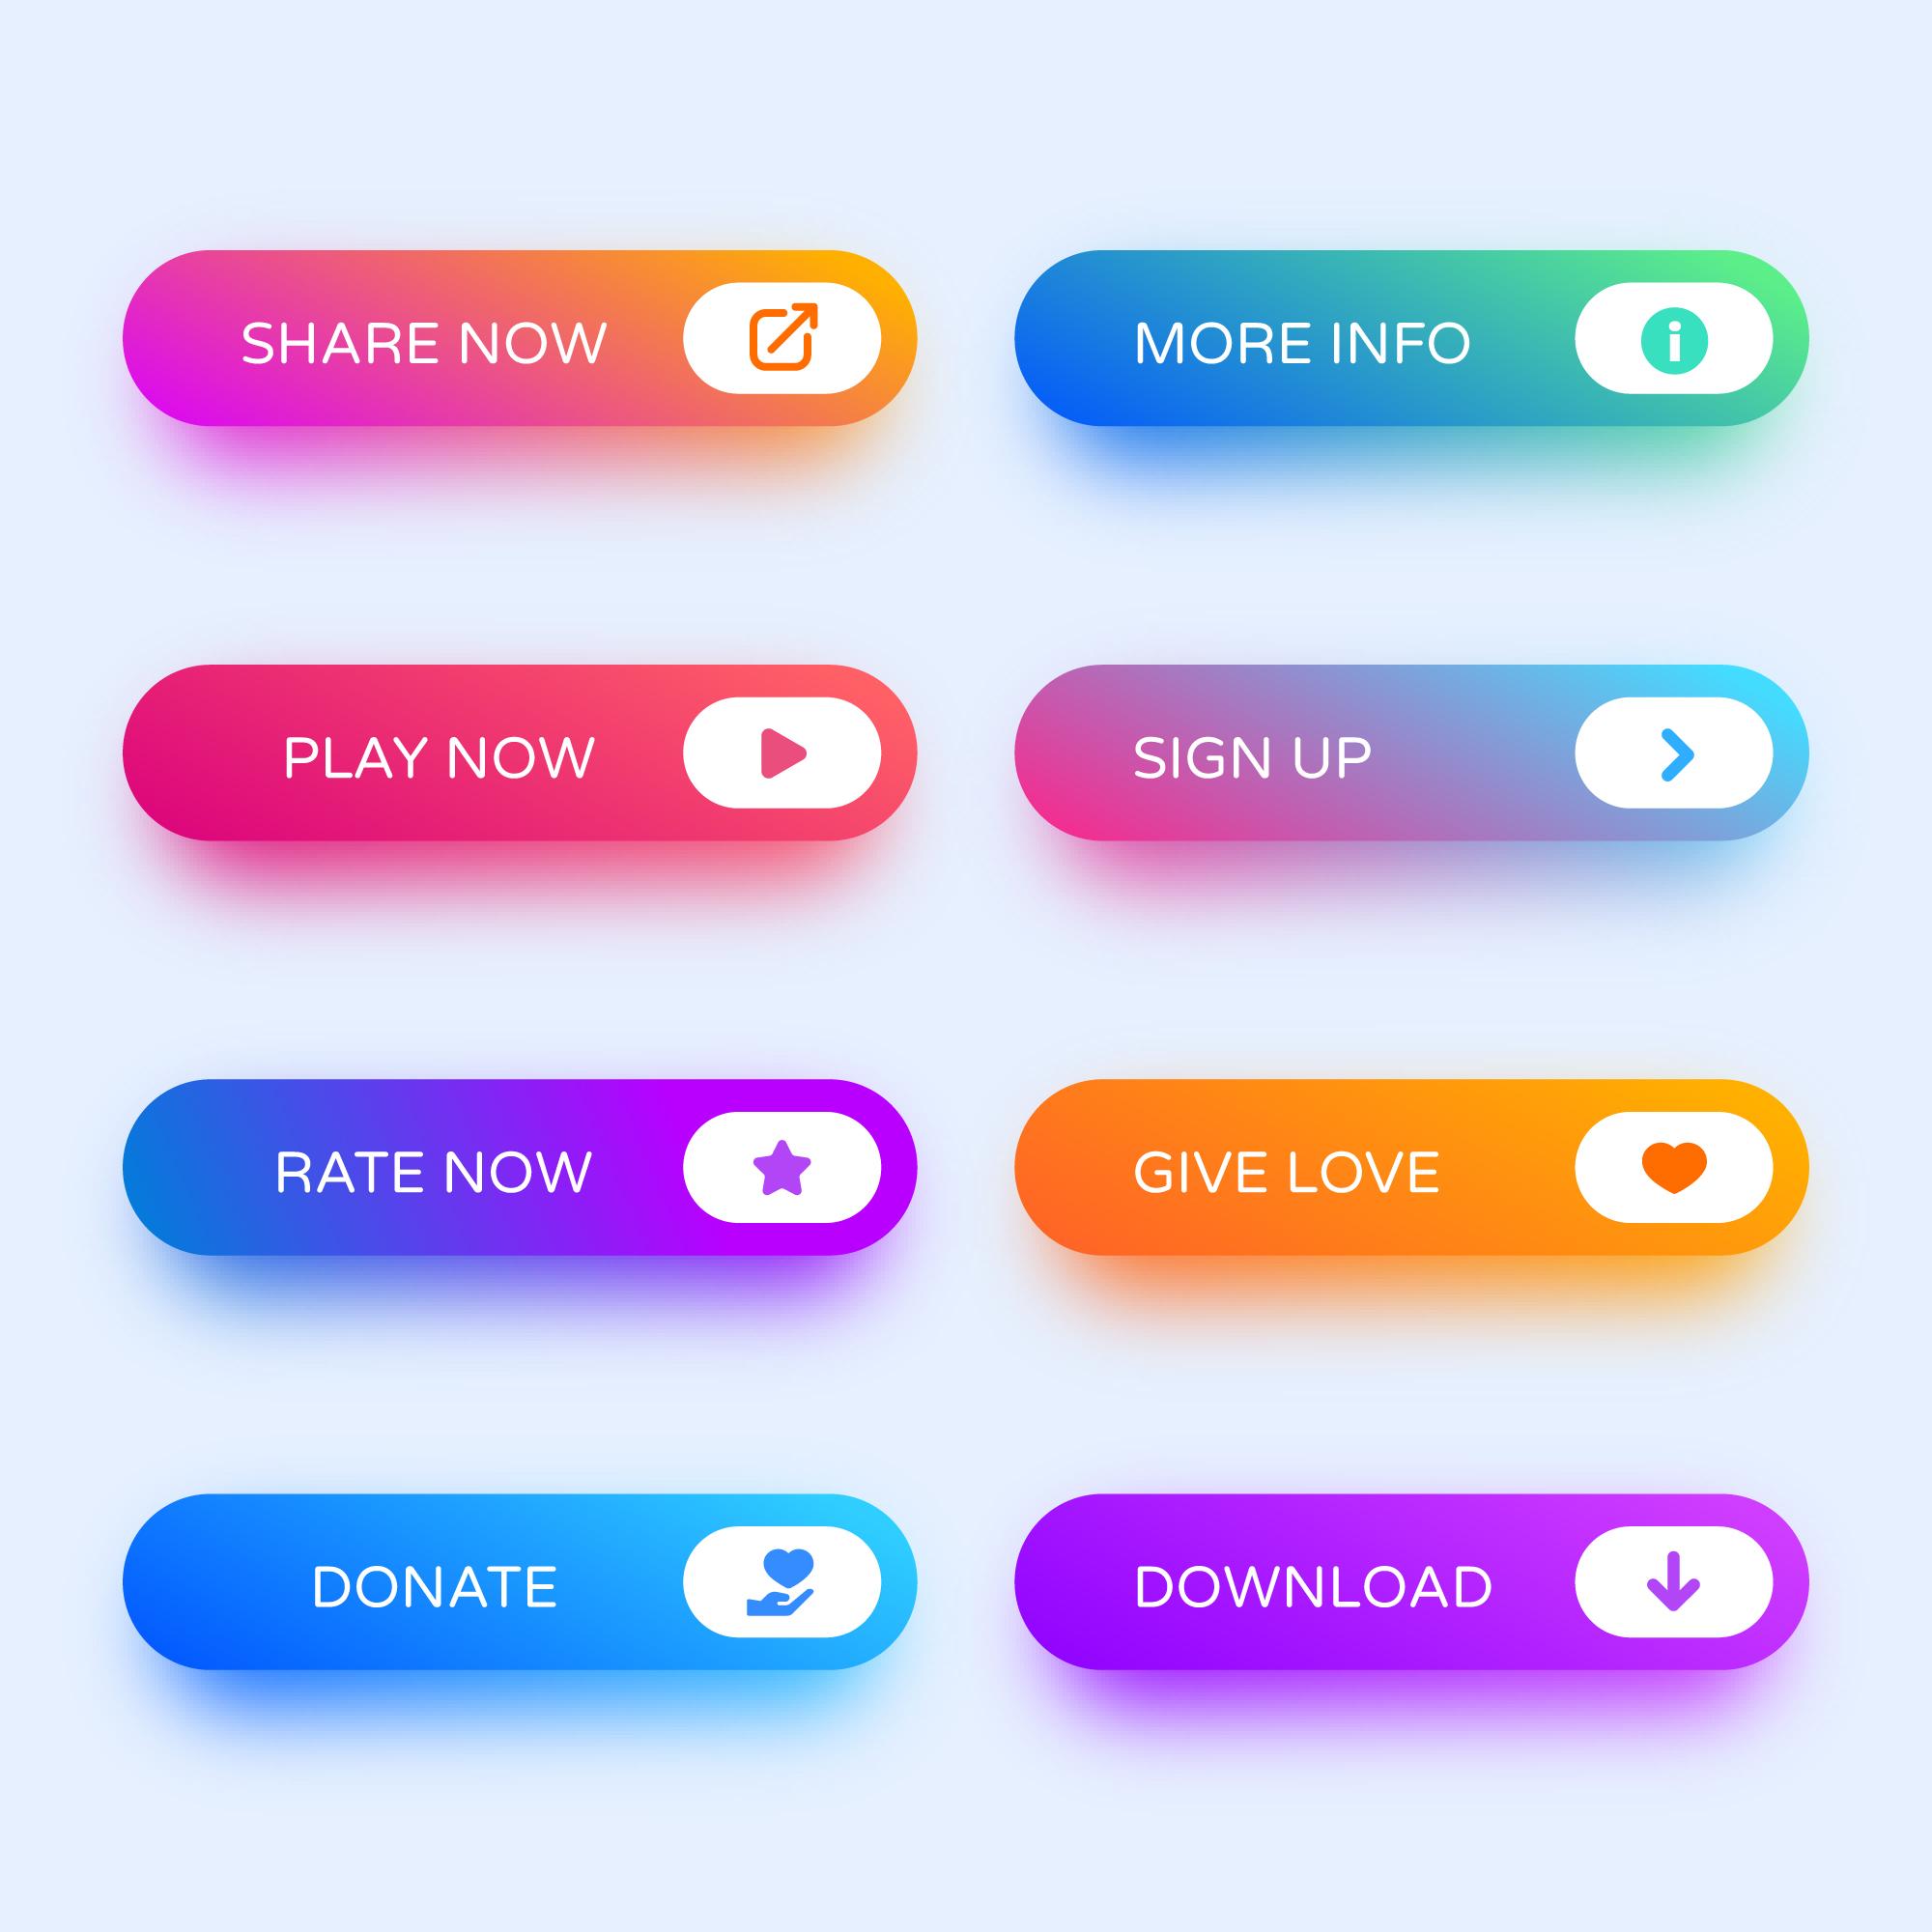 SHARE NOW
MORE INFO
PLAY NOW
SIGN UP
RATE NOW
GIVE LOVE
DONATE
DOWNLOAD